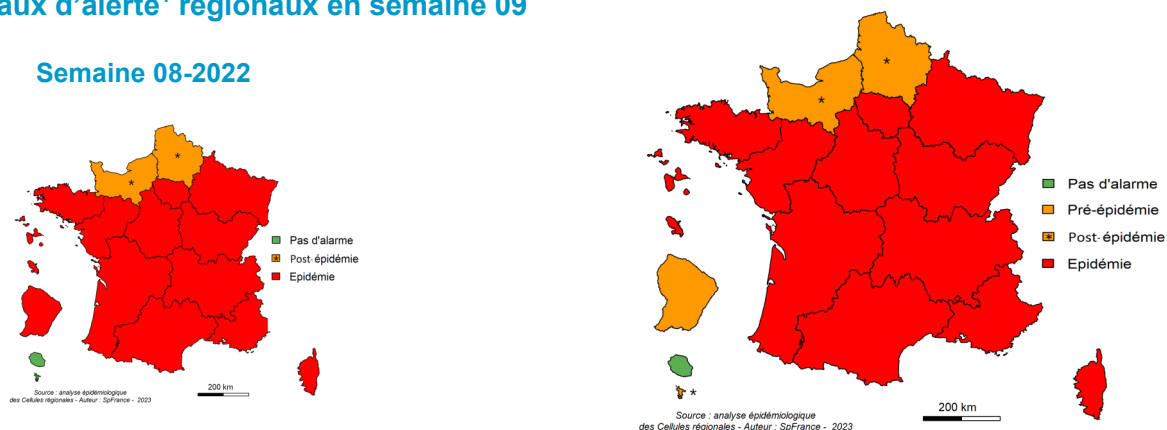 aux d’alerte¹ régionaux en semaine 09
Semaine 08-2022
*
*
Pas d'alarme
* Post-épidémie
Epidémie
200 km
Source : analyse épidémiologique
des Cellules régionales - Auteur : SpFrance - 2023
*
*
Pas d'alarme
Pré-épidémie
* Post-épidémie
Epidémie
*
200 km
Source : analyse épidémiologique
des Cellules régionales - Auteur : SpFrance - 2023